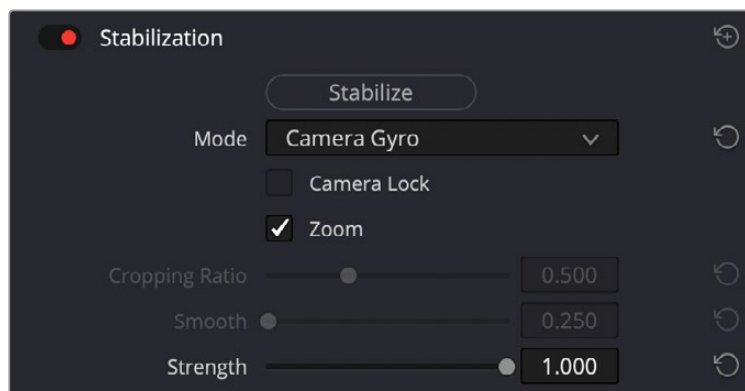 Stabilization
Stabilize
Mode Camera Gyro
Camera Lock
Zoom
Cropping Ratio 0.500
Smooth 0.250
Strength 1.000